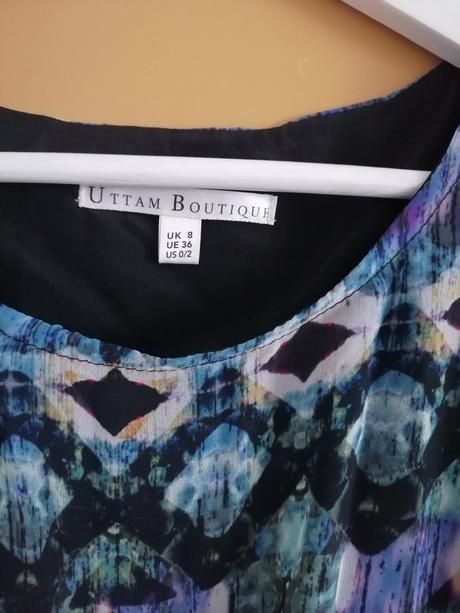 UTTAM BOUTIQUE
UK 8
UE 36
US 0/2